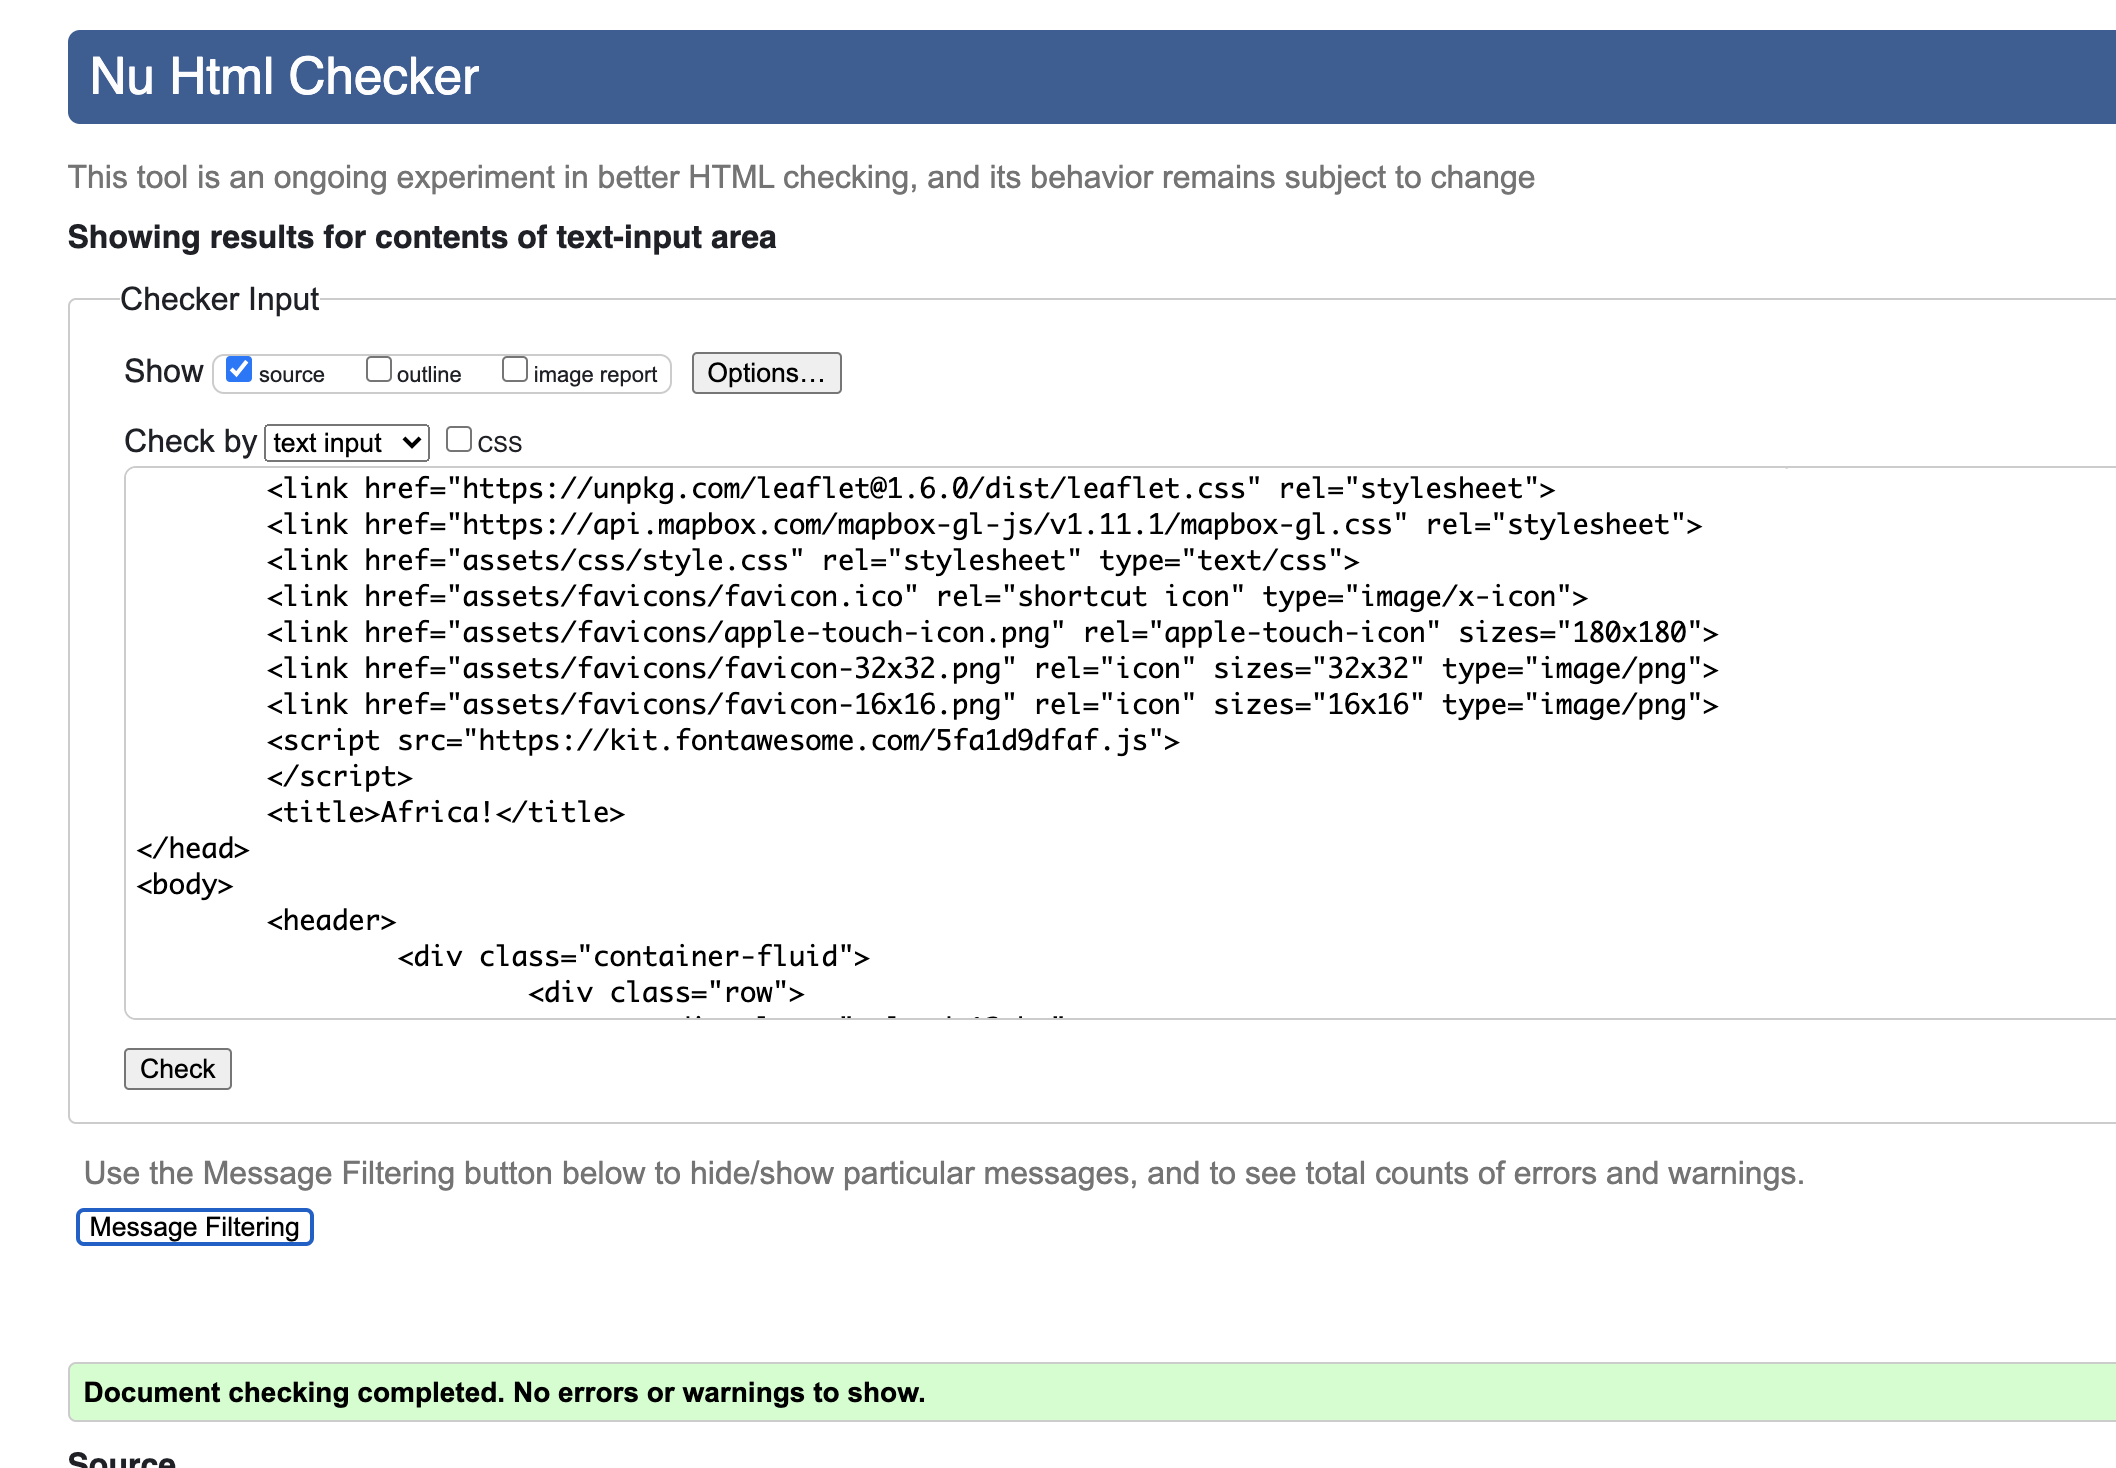 Nu Html Checker
This tool is an ongoing experiment in better HTML checking, and its behavior remains subject to change
Showing results for contents of text-input area
Checker Input
Show source outline image report Options...
Check by text input CSS
<link href="https://unpkg.com/leaflet@1.6.0/dist/leaflet.css" rel="stylesheet">
<link href="https://api.mapbox.com/mapbox-gl-js/v1.11.1/mapbox-gl.css" rel="stylesheet">
<link href="assets/css/style.css" rel="stylesheet" type="text/css">
<link href="assets/favicons/favicon.ico" rel="shortcut icon" type="image/x-icon">
<link href="assets/favicons/apple-touch-icon.png" rel="apple-touch-icon" sizes="180x180">
<link href="assets/favicons/favicon-32x32.png" rel="icon" sizes="32x32" type="image/png">
<link href="assets/favicons/favicon-16x16.png" rel="icon" sizes="16x16" type="image/png">
<script src="https://kit.fontawesome.com/5fa1d9dfaf.js">
</script>
<title>Africa!</title>
</head>
<body>
<header>
<div class="container-fluid">
<div class="row">
Check
Use the Message Filtering button below to hide/show particular messages, and to see total counts of errors and warnings.
Message Filtering
Document checking completed. No errors or warnings to show.
Source